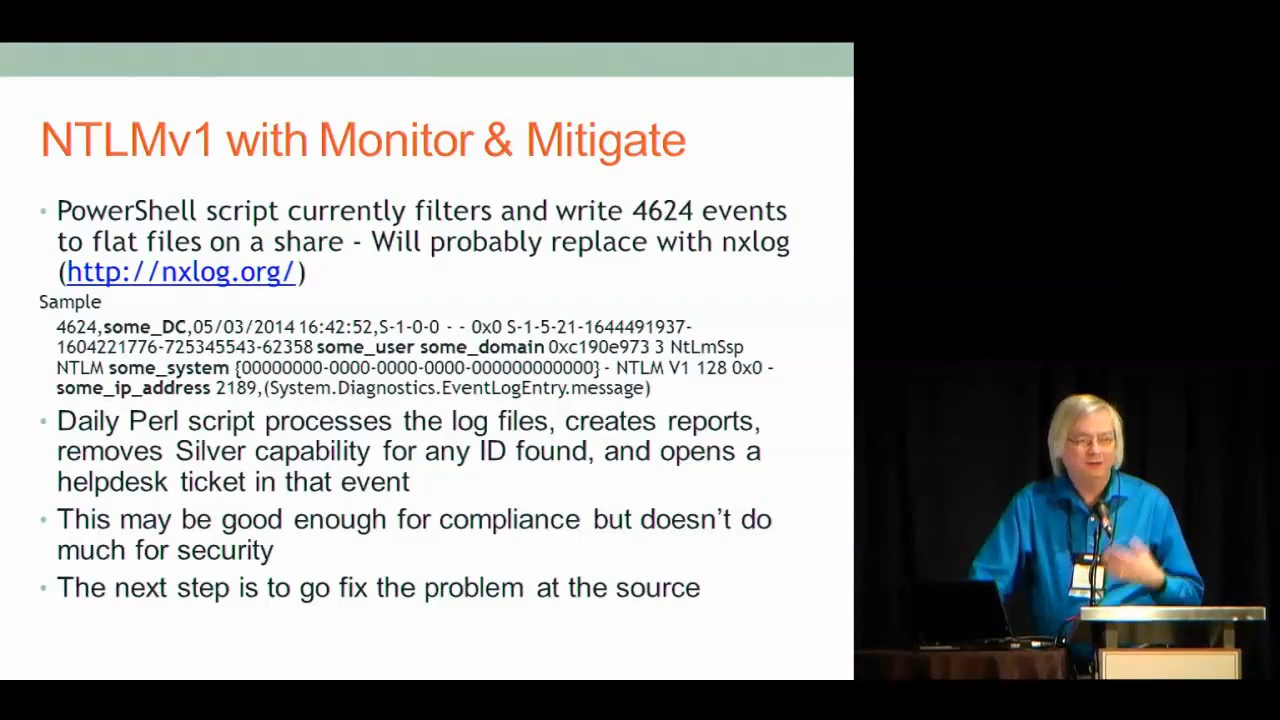 NTLMv1 with Monitor & Mitigate
• PowerShell script currently filters and write 4624 events
to flat files on a share - Will probably replace with nxlog
(http://nxlog.org/)
Sample
4624,some_DC,05/03/2014 16:42:52,S-1-0-0 - - 0x0 S-1-5-21-1644491937-
1604221776-725345543-62358 some_user some_domain 0xc190e973 3 NtLmSsp
NTLM some_system {00000000-0000-0000-0000-000000000000} - NTLM V1 128 0x0 -
some_ip_address 2189,(System.Diagnostics.EventLogEntry.message)
• Daily Perl script processes the log files, creates reports,
removes Silver capability for any ID found, and opens a
helpdesk ticket in that event
• This may be good enough for compliance but doesn't do
much for security
• The next step is to go fix the problem at the source